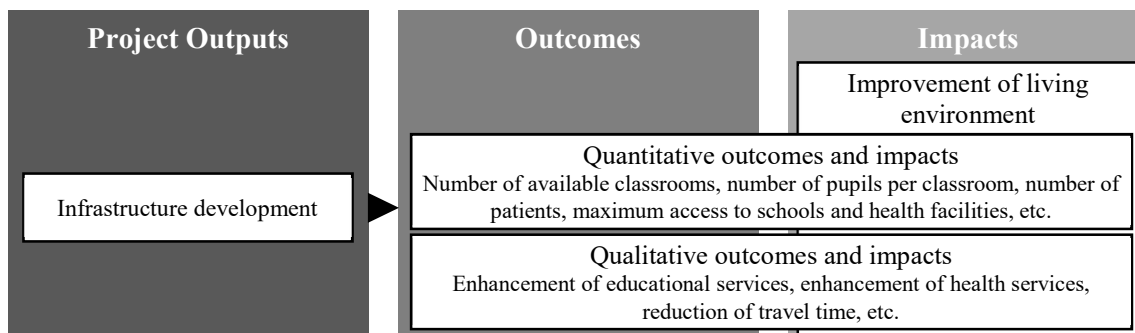 Project Outputs
Outcomes
Impacts
Improvement of living
environment
Infrastructure development
Quantitative outcomes and impacts
Number of available classrooms, number of pupils per classroom, number of
patients, maximum access to schools and health facilities, etc.
Qualitative outcomes and impacts
Enhancement of educational services, enhancement of health services,
reduction of travel time, etc.